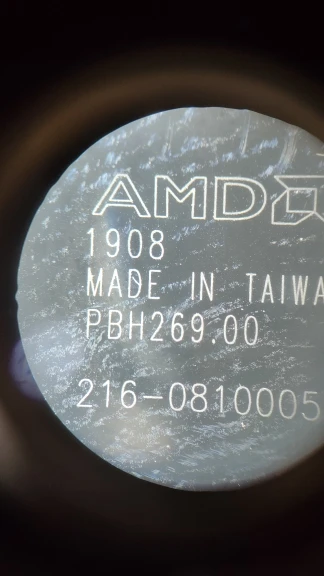 AMD
1908
MADE IN TAIWA
PBH269.00
216-0810005